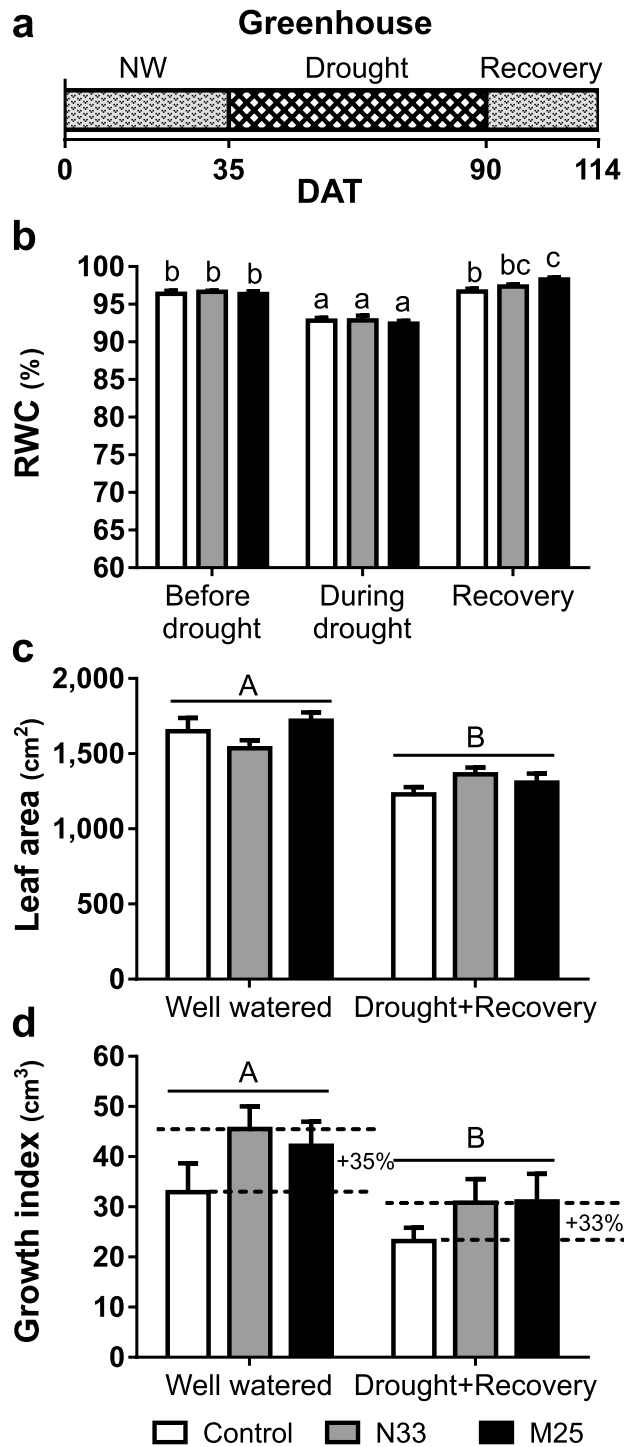 a
Greenhouse
NW Drought Recovery
0 35 90 114
DAT
b
RWC (%)
100
95
90
85
80
75
70
65
60
b b b
a a a
b bc c
Before drought
During drought
Recovery
c
Leaf area (cm²)
2,000
1,500
1,000
500
0
A
B
Well watered Drought+Recovery
d
Growth index (cm³)
60
50
40
30
20
10
0
A
+35%
B
+33%
Well watered Drought+Recovery
Control N33 M25